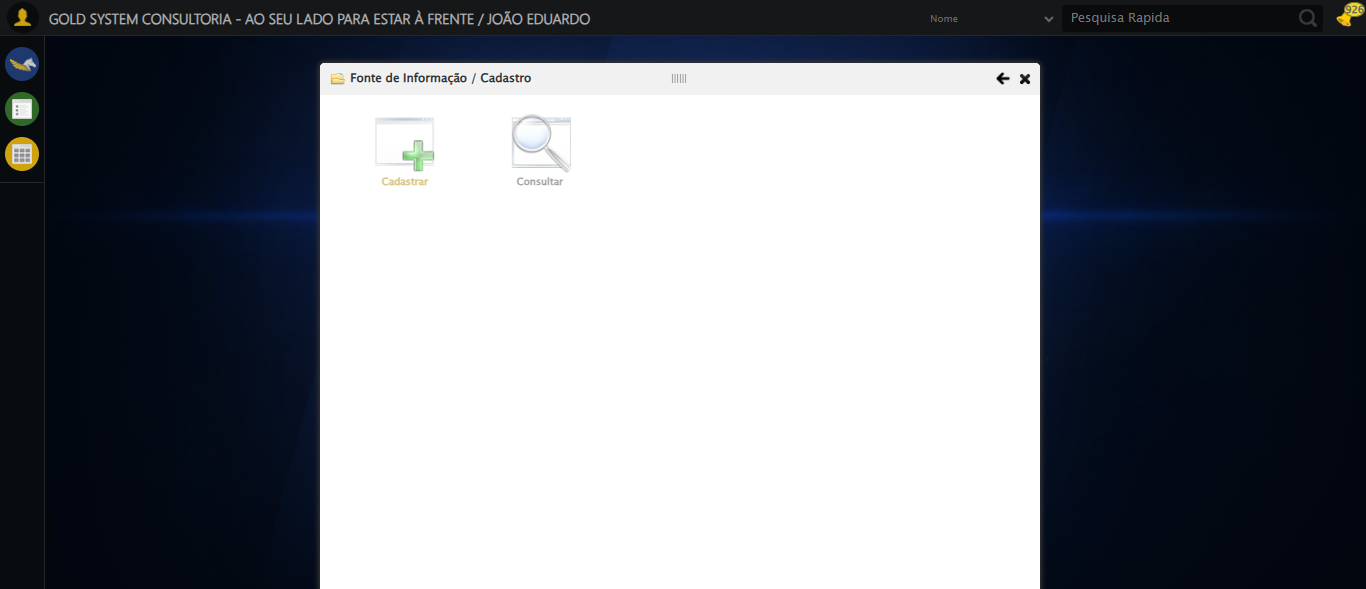 GOLD SYSTEM CONSULTORIA - AO SEU LADO PARA ESTAR À FRENTE / JOÃO EDUARDO
Nome
Pesquisa Rapida
926
Fonte de Informação / Cadastro
Cadastrar
Consultar